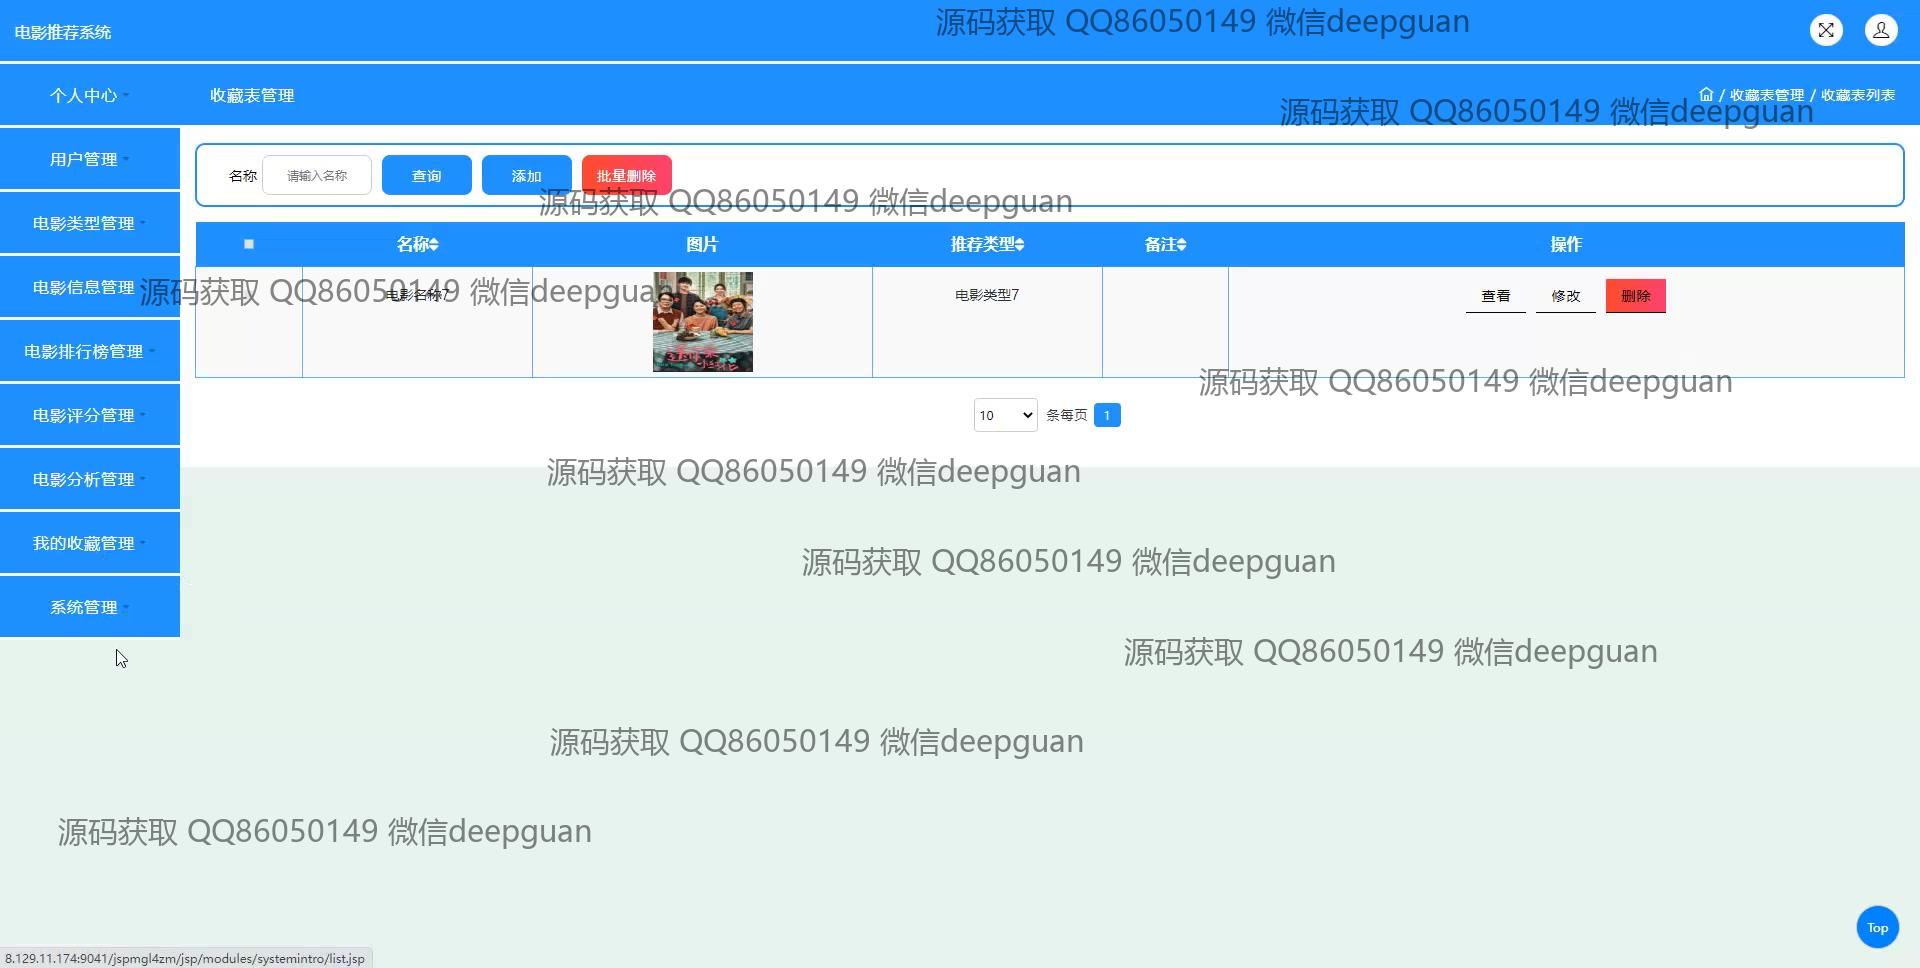 电影推荐系统
源码获取 QQ86050149 微信deepguan
个人中心
收藏表管理
/ 收藏表管理 / 收藏表列表
源码获取 QQ86050149 微信deepguan
用户管理
名称 请输入名称 查询 添加 批量删除
源码获取 QQ86050149 微信deepguan
电影类型管理
名称 图片 推荐类型 备注 操作
电影信息管理
源码获取 QQ86050149 微信deepguan
电影名称7 电影类型7 查看 修改 删除
电影排行榜管理
源码获取 QQ86050149 微信deepguan
电影评分管理
10 条每页 1
电影分析管理
源码获取 QQ86050149 微信deepguan
我的收藏管理
源码获取 QQ86050149 微信deepguan
系统管理
源码获取 QQ86050149 微信deepguan
源码获取 QQ86050149 微信deepguan
源码获取 QQ86050149 微信deepguan
Top
8.129.11.174:9041/jspmgl4zm/jsp/modules/systemintro/list.jsp